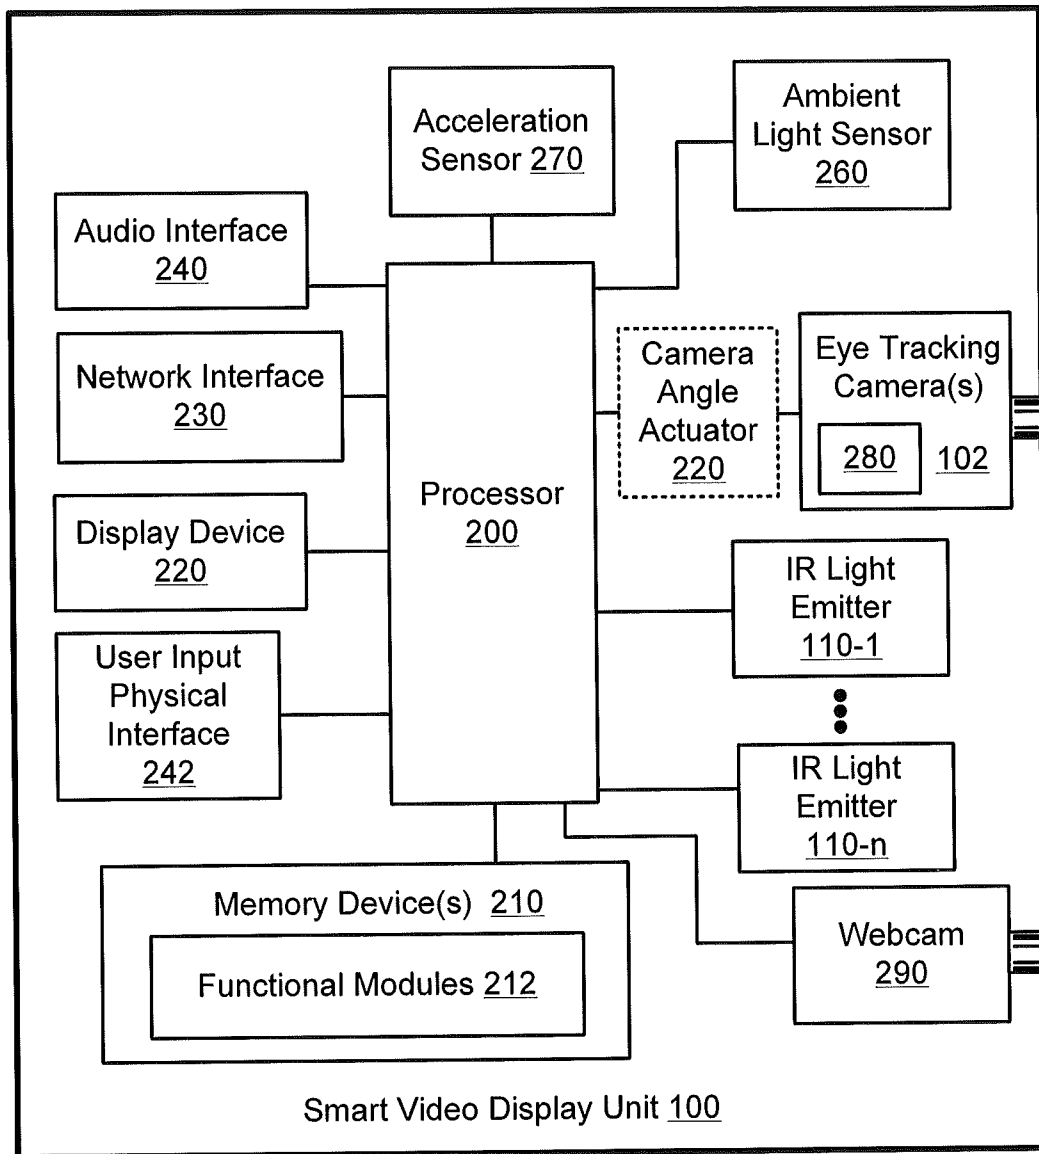 Acceleration
Sensor 270
Ambient
Light Sensor
260
Audio Interface
240
Network Interface
230
Camera
Angle
Actuator
220
Eye Tracking
Camera(s)
280 102
Processor
200
Display Device
220
IR Light
Emitter
110-1
User Input
Physical
Interface
242
IR Light
Emitter
110-n
Memory Device(s) 210
Functional Modules 212
Webcam
290
Smart Video Display Unit 100